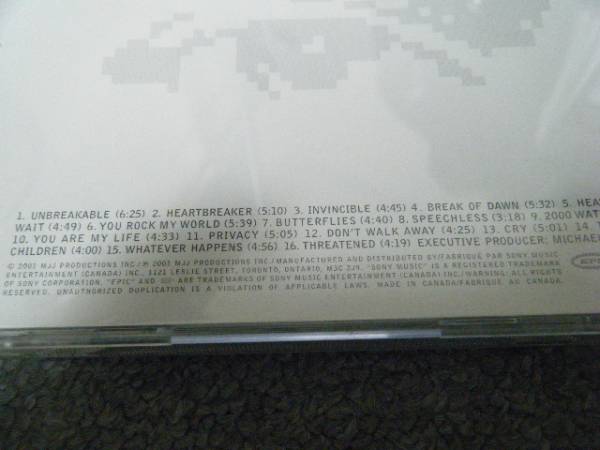 1. UNBREAKABLE (6:25) 2. HEARTBREAKER (5:10) 3. INVINCIBLE (4:45) 4. BREAK OF DAWN (5:32) 5. HEA
WAIT (4:49) 6. YOU ROCK MY WORLD (5:39) 7. BUTTERFLIES (4:40) 8. SPEECHLESS (3:18) 9. 2000 WAT
10. YOU ARE MY LIFE (4:33) 11. PRIVACY (5:05) 12. DON'T WALK AWAY (4:25) 13. CRY (5:01) 14. T
CHILDREN (4:00) 15. WHATEVER HAPPENS (4:56) 16. THREATENED (4:19) EXECUTIVE PRODUCER: MICHAE
© 2001 MJJ PRODUCTIONS INC./℗ 2001 MJJ PRODUCTIONS INC./MANUFACTURED AND DISTRIBUTED BY/FABRIQUÉ PAR SONY MUSIC
ENTERTAINMENT (CANADA) INC., 1121 LESLIE STREET, TORONTO, ONTARIO, M3C 2J9. "SONY MUSIC" IS A REGISTERED TRADEMARK
OF SONY CORPORATION. "EPIC" AND ARE TRADEMARKS OF SONY MUSIC ENTERTAINMENT (CANADA) INC./WARNING: ALL RIGHTS
RESERVED. UNAUTHORIZED DUPLICATION IS A VIOLATION OF APPLICABLE LAWS. MADE IN CANADA/FABRIQUÉ AU CANADA.
EPIC